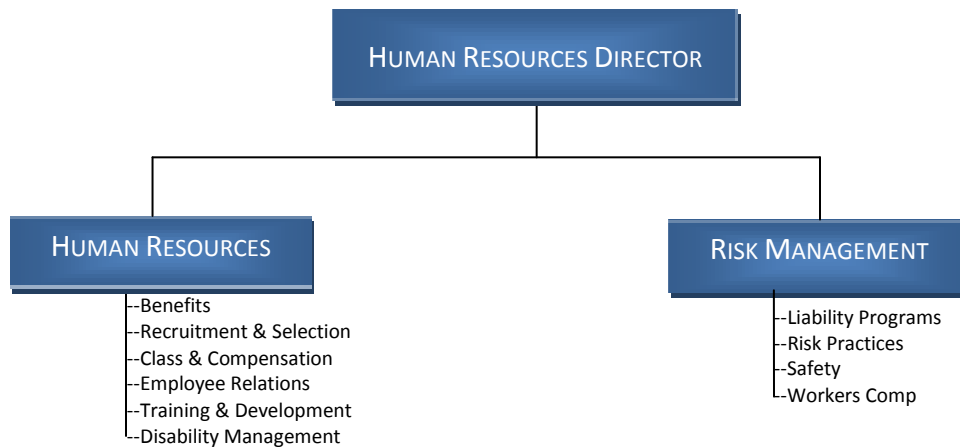 HUMAN RESOURCES DIRECTOR
HUMAN RESOURCES
--Benefits
--Recruitment & Selection
--Class & Compensation
--Employee Relations
--Training & Development
--Disability Management
RISK MANAGEMENT
--Liability Programs
--Risk Practices
--Safety
--Workers Comp